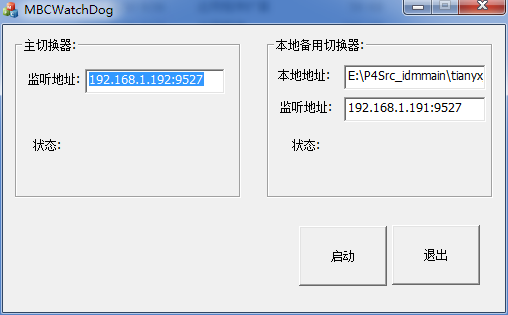 MBCWatchDog
主切换器:
监听地址: 192.168.1.192:9527
状态:
本地备用切换器:
本地地址: E:\P4Src_idmmain\tianyx
监听地址: 192.168.1.191:9527
状态:
启动
退出